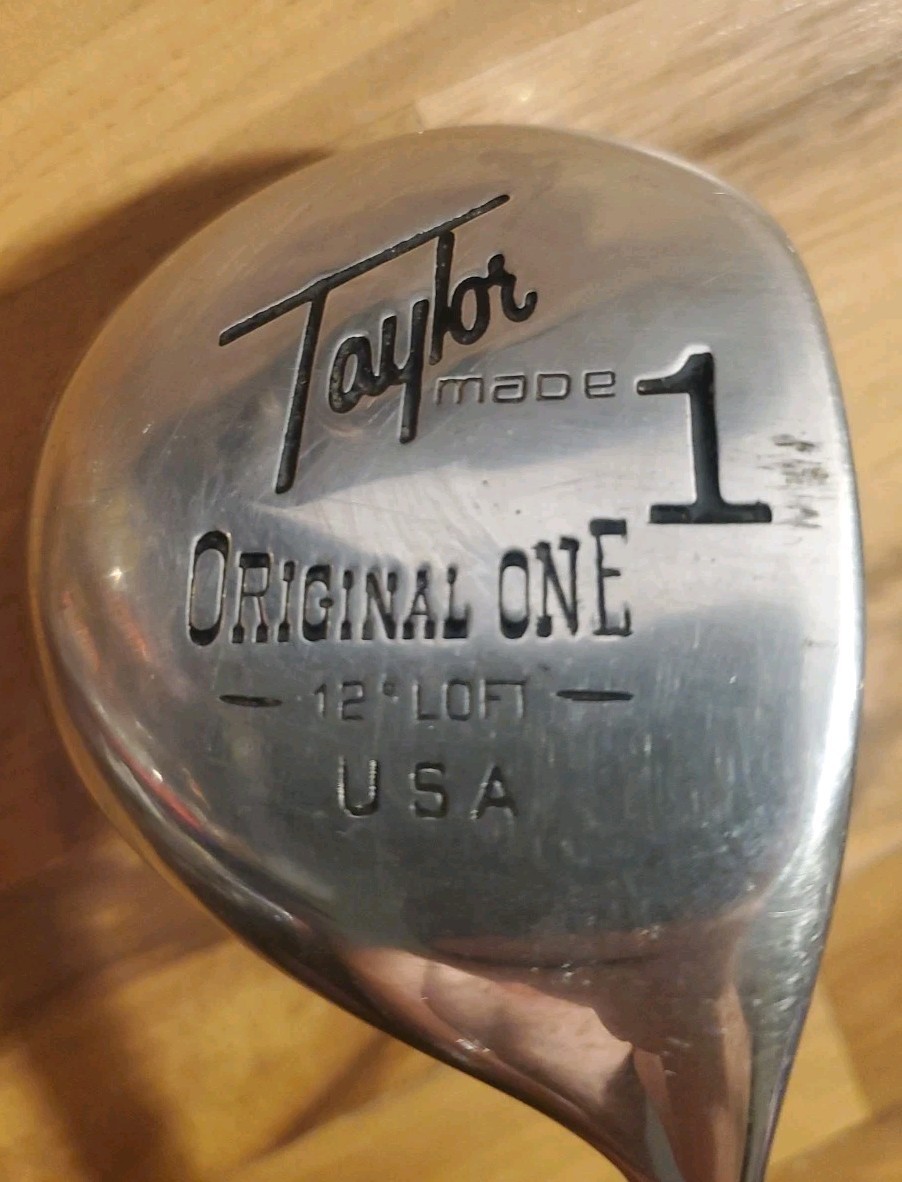 Taylor
maDe 1
ORIGINAL ONE
— 12° LOFT —
USA